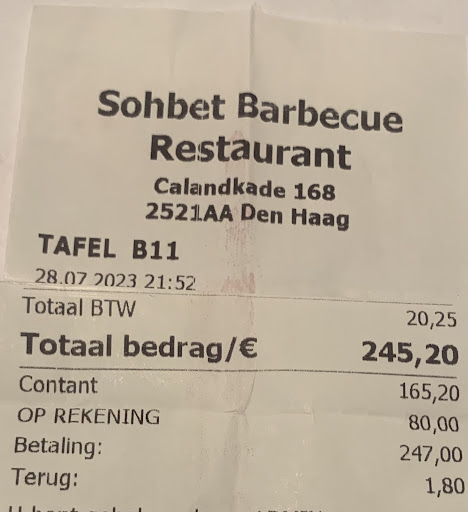 Sohbet Barbecue
Restaurant
Calandkade 168
2521AA Den Haag
TAFEL B11
28.07.2023 21:52
Totaal BTW 20,25
Totaal bedrag/€ 245,20
Contant 165,20
OP REKENING 80,00
Betaling: 247,00
Terug: 1,80